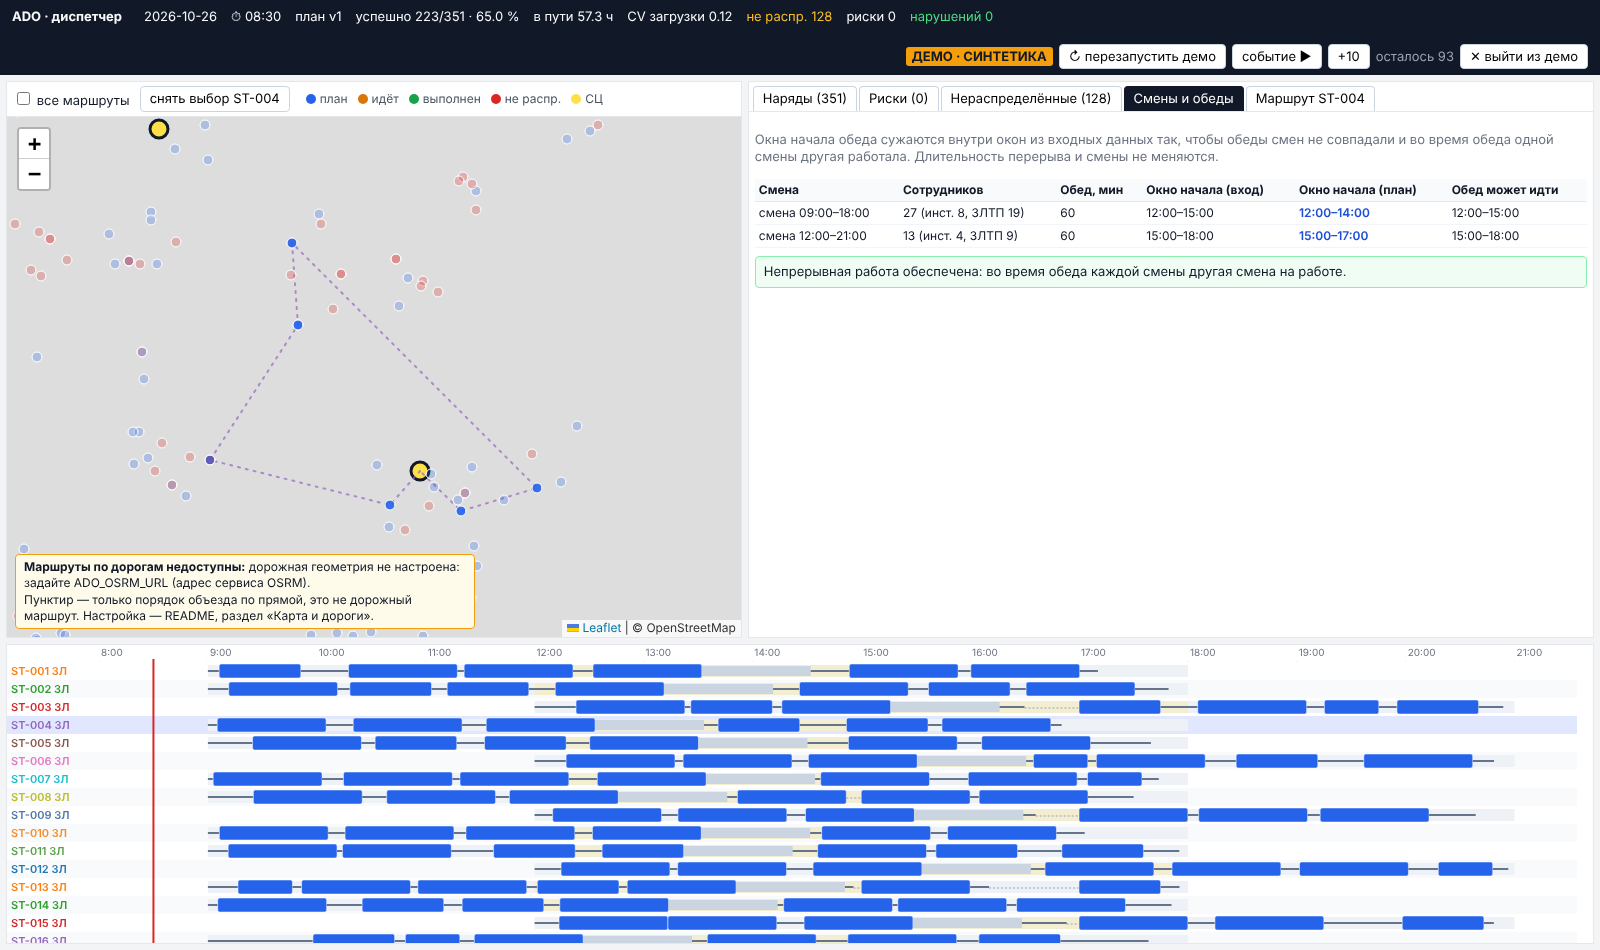 ADO · диспетчер 2026-10-26 ⏱ 08:30 план v1 успешно 223/351 · 65.0 % в пути 57.3 ч CV загрузки 0.12 не распр. 128 риски 0 нарушений 0
ДЕМО · СИНТЕТИКА ↻ перезапустить демо событие ▶ +10 осталось 93 ✕ выйти из демо
все маршруты снять выбор ST-004 план идёт выполнен не распр. СЦ
+
−
Маршруты по дорогам недоступны: дорожная геометрия не настроена:
задайте ADO_OSRM_URL (адрес сервиса OSRM).
Пунктир — только порядок объезда по прямой, это не дорожный
маршрут. Настройка — README, раздел «Карта и дороги».
Leaflet | © OpenStreetMap
Наряды (351) Риски (0) Нераспределённые (128) Смены и обеды Маршрут ST-004
Окна начала обеда сужаются внутри окон из входных данных так, чтобы обеды смен не совпадали и во время обеда одной
смены другая работала. Длительность перерыва и смены не меняются.
Смена Сотрудников Обед, мин Окно начала (вход) Окно начала (план) Обед может идти
смена 09:00–18:00 27 (инст. 8, ЗЛТП 19) 60 12:00–15:00 12:00–14:00 12:00–15:00
смена 12:00–21:00 13 (инст. 4, ЗЛТП 9) 60 15:00–18:00 15:00–17:00 15:00–18:00
Непрерывная работа обеспечена: во время обеда каждой смены другая смена на работе.
8:00 9:00 10:00 11:00 12:00 13:00 14:00 15:00 16:00 17:00 18:00 19:00 20:00 21:00
ST-001 ЗЛ
ST-002 ЗЛ
ST-003 ЗЛ
ST-004 ЗЛ
ST-005 ЗЛ
ST-006 ЗЛ
ST-007 ЗЛ
ST-008 ЗЛ
ST-009 ЗЛ
ST-010 ЗЛ
ST-011 ЗЛ
ST-012 ЗЛ
ST-013 ЗЛ
ST-014 ЗЛ
ST-015 ЗЛ
ST-016 ЗЛ